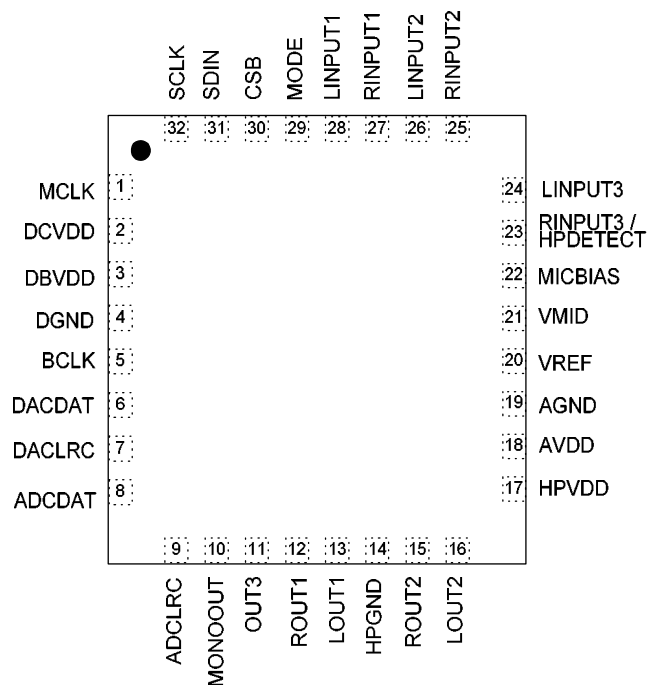 SCLK
SDIN
CSB
MODE
LINPUT1
RINPUT1
LINPUT2
RINPUT2
32 31 30 29 28 27 26 25
MCLK 1
DCVDD 2
DBVDD 3
DGND 4
BCLK 5
DACDAT 6
DACLRC 7
ADCDAT 8
24 LINPUT3
23 RINPUT3 /
HPDETECT
22 MICBIAS
21 VMID
20 VREF
19 AGND
18 AVDD
17 HPVDD
9 10 11 12 13 14 15 16
ADCLRC
MONOOUT
OUT3
ROUT1
LOUT1
HPGND
ROUT2
LOUT2